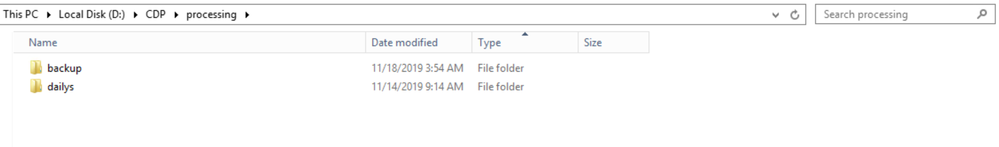 This PC Local Disk (D:) CDP processing Search processing
Name Date modified Type Size
backup 11/18/2019 3:54 AM File folder
dailys 11/14/2019 9:14 AM File folder